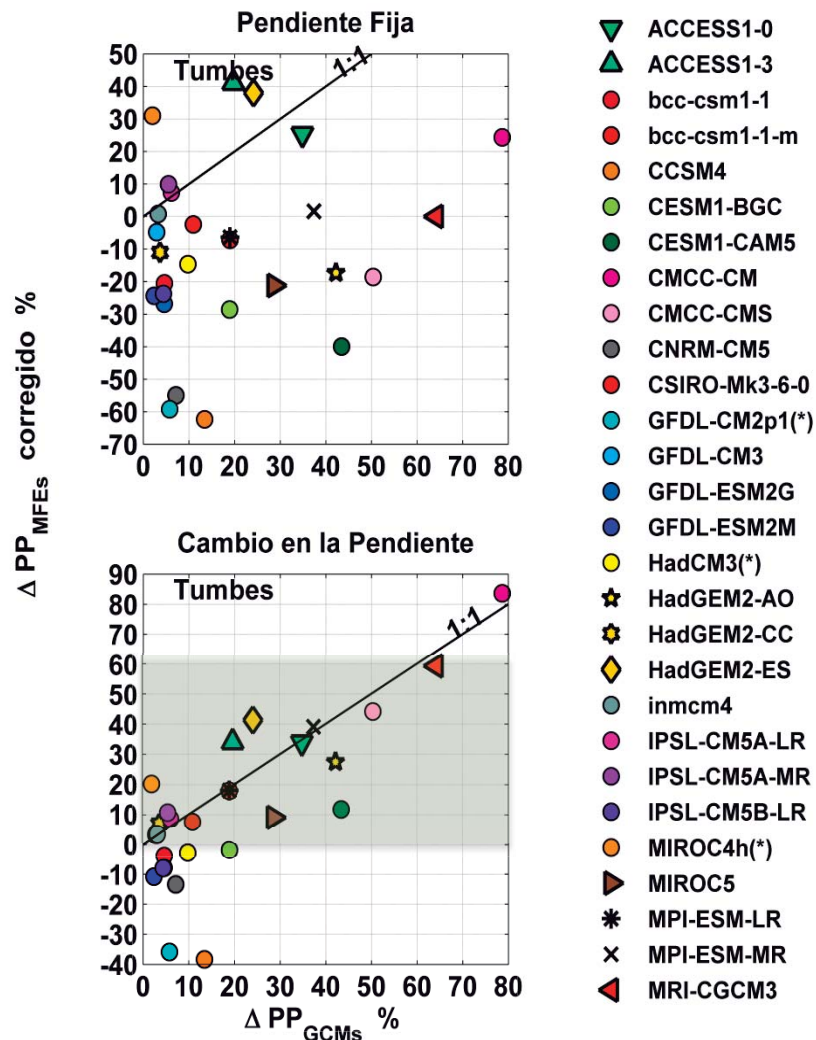 Pendiente Fija
50
40
30
20
10
0
-10
-20
-30
-40
-50
-60
-70
Tumbes
1:1
0 10 20 30 40 50 60 70 80
Δ PP MFEs corregido %
Cambio en la Pendiente
90
80
70
60
50
40
30
20
10
0
-10
-20
-30
-40
Tumbes
1:1
0 10 20 30 40 50 60 70 80
Δ PP GCMs %
ACCESS1-0
ACCESS1-3
bcc-csm1-1
bcc-csm1-1-m
CCSM4
CESM1-BGC
CESM1-CAM5
CMCC-CM
CMCC-CMS
CNRM-CM5
CSIRO-Mk3-6-0
GFDL-CM2p1(*)
GFDL-CM3
GFDL-ESM2G
GFDL-ESM2M
HadCM3(*)
HadGEM2-AO
HadGEM2-CC
HadGEM2-ES
inmcm4
IPSL-CM5A-LR
IPSL-CM5A-MR
IPSL-CM5B-LR
MIROC4h(*)
MIROC5
MPI-ESM-LR
MPI-ESM-MR
MRI-CGCM3